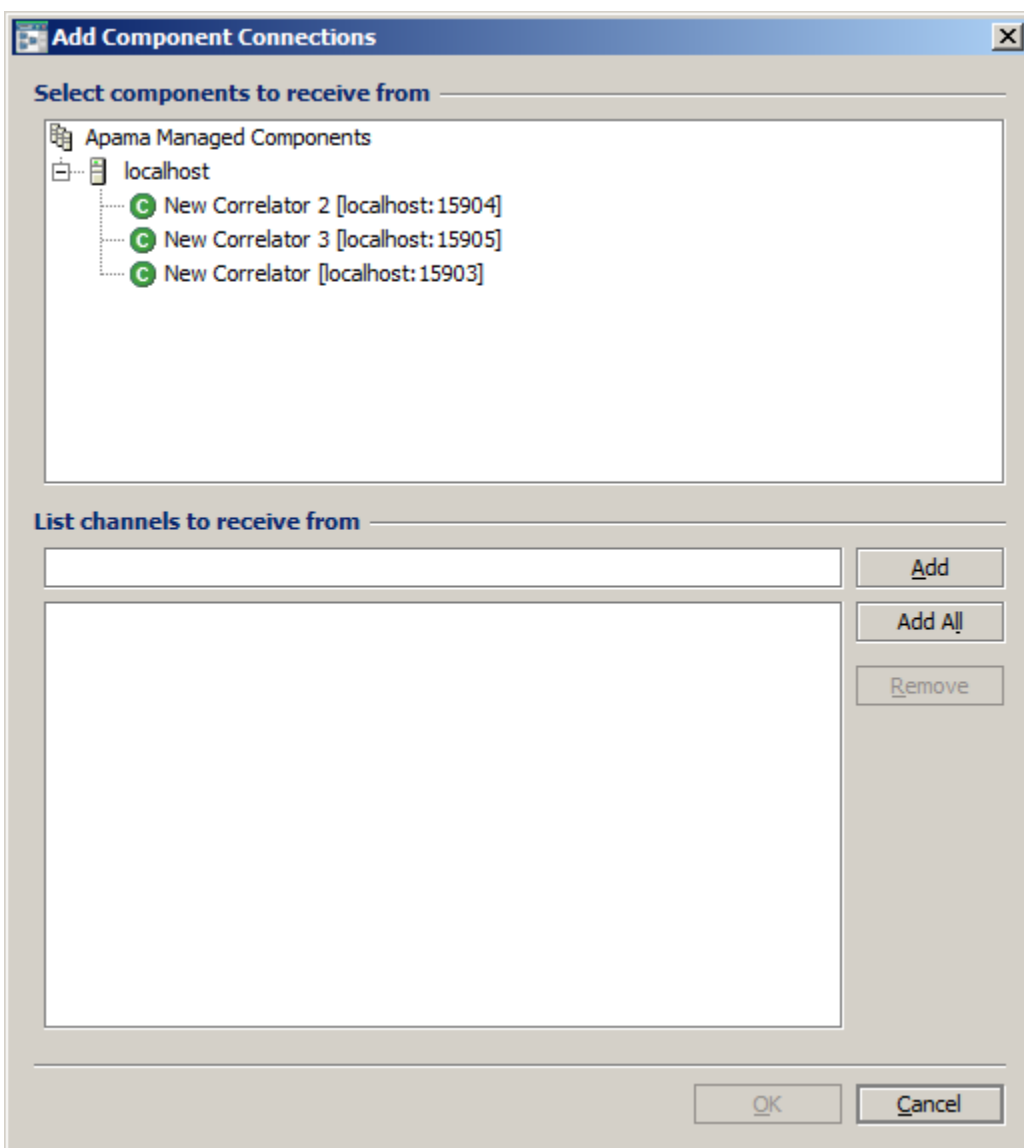 Add Component Connections
Select components to receive from
Apama Managed Components
localhost
C New Correlator 2 [localhost:15904]
C New Correlator 3 [localhost:15905]
C New Correlator [localhost:15903]
List channels to receive from
Add
Add All
Remove
OK
Cancel